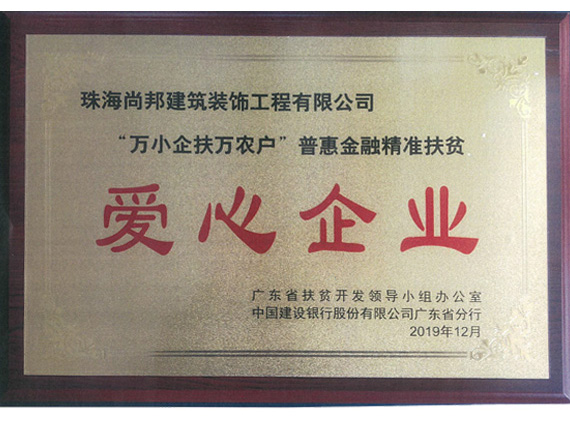 珠海尚邦建筑装饰工程有限公司
“万小企扶万农户”普惠金融精准扶贫
爱心企业
广东省扶贫开发领导小组办公室
中国建设银行股份有限公司广东省分行
2019年12月